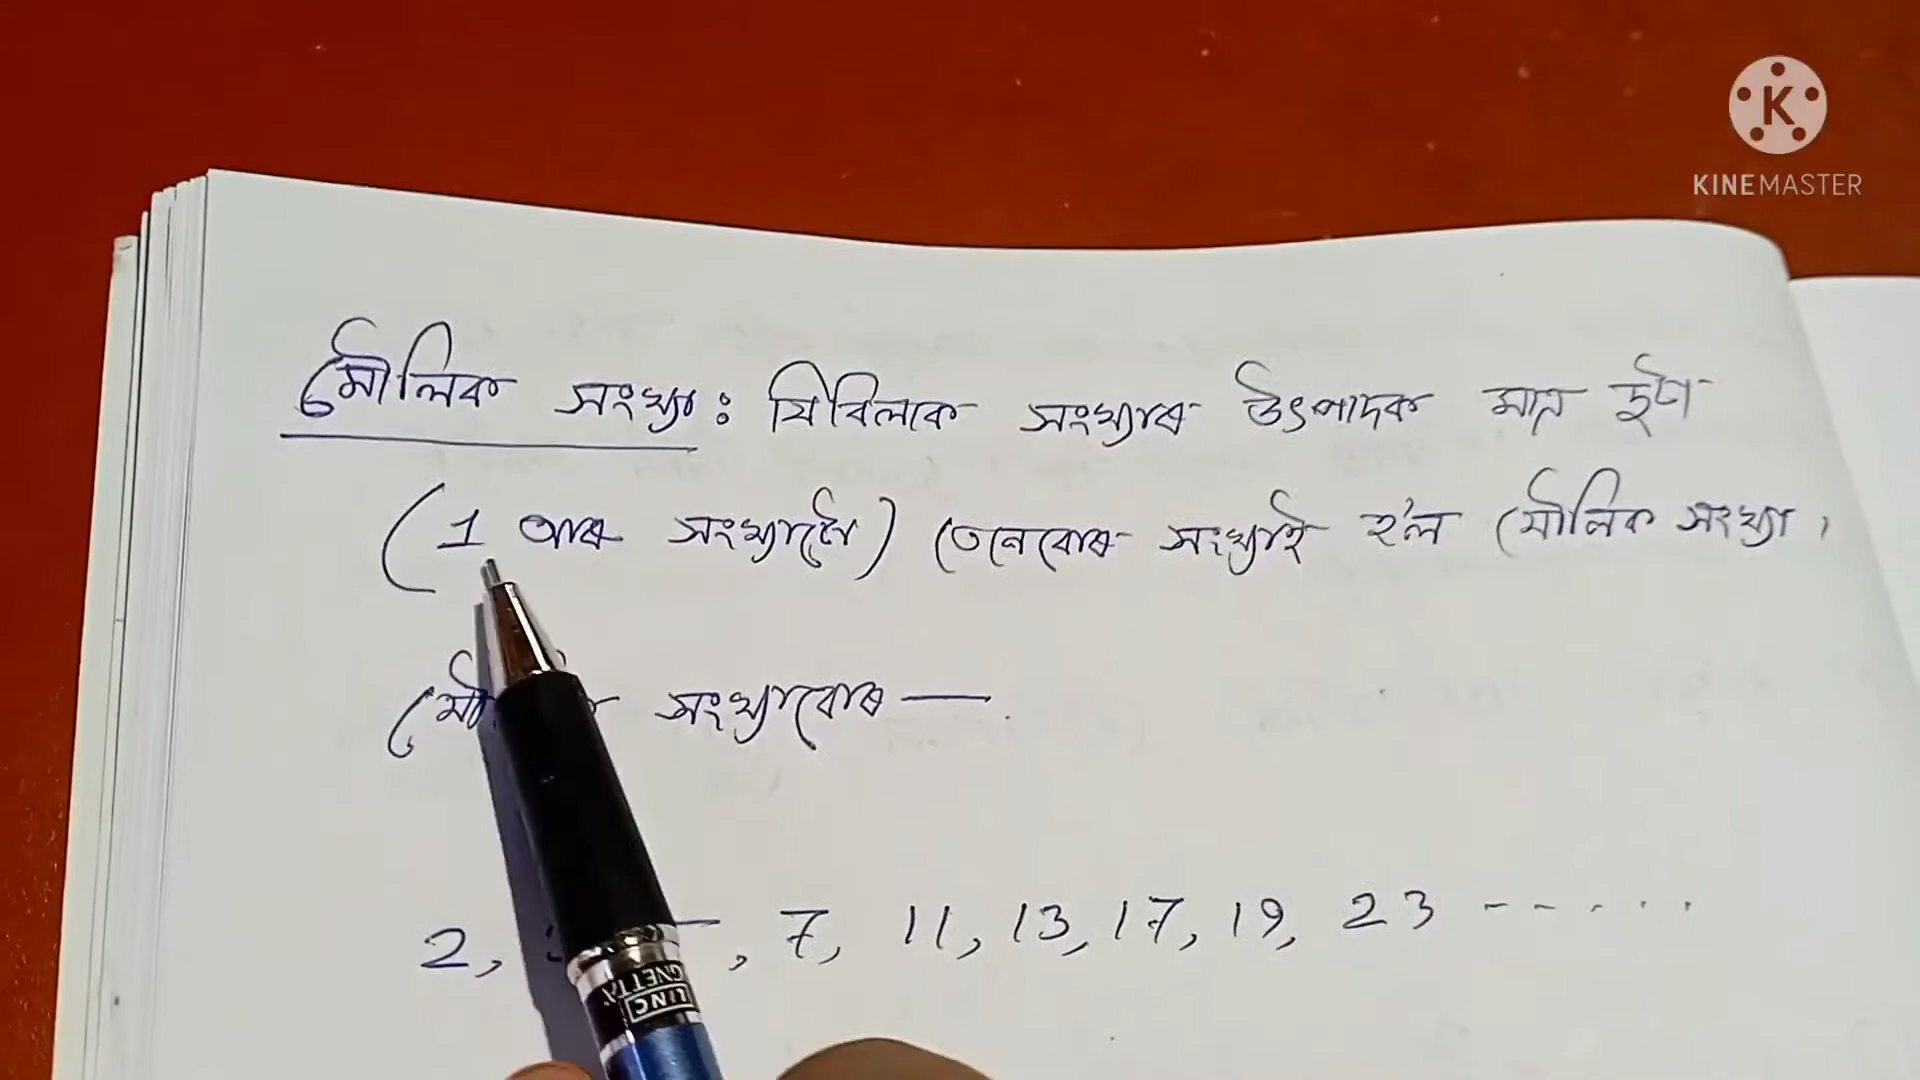 KINEMASTER
মৌলিক সংখ্যা : যিবিলাক সংখ্যাৰ উৎপাদক মাত্ৰ দুটা
(1 আৰু সংখ্যাটো) তেনেবোৰ সংখ্যাই হ'ল মৌলিক সংখ্যা ।
সংখ্যাবোৰ —
2, , 7, 11, 13, 17, 19, 23 - - - - - -